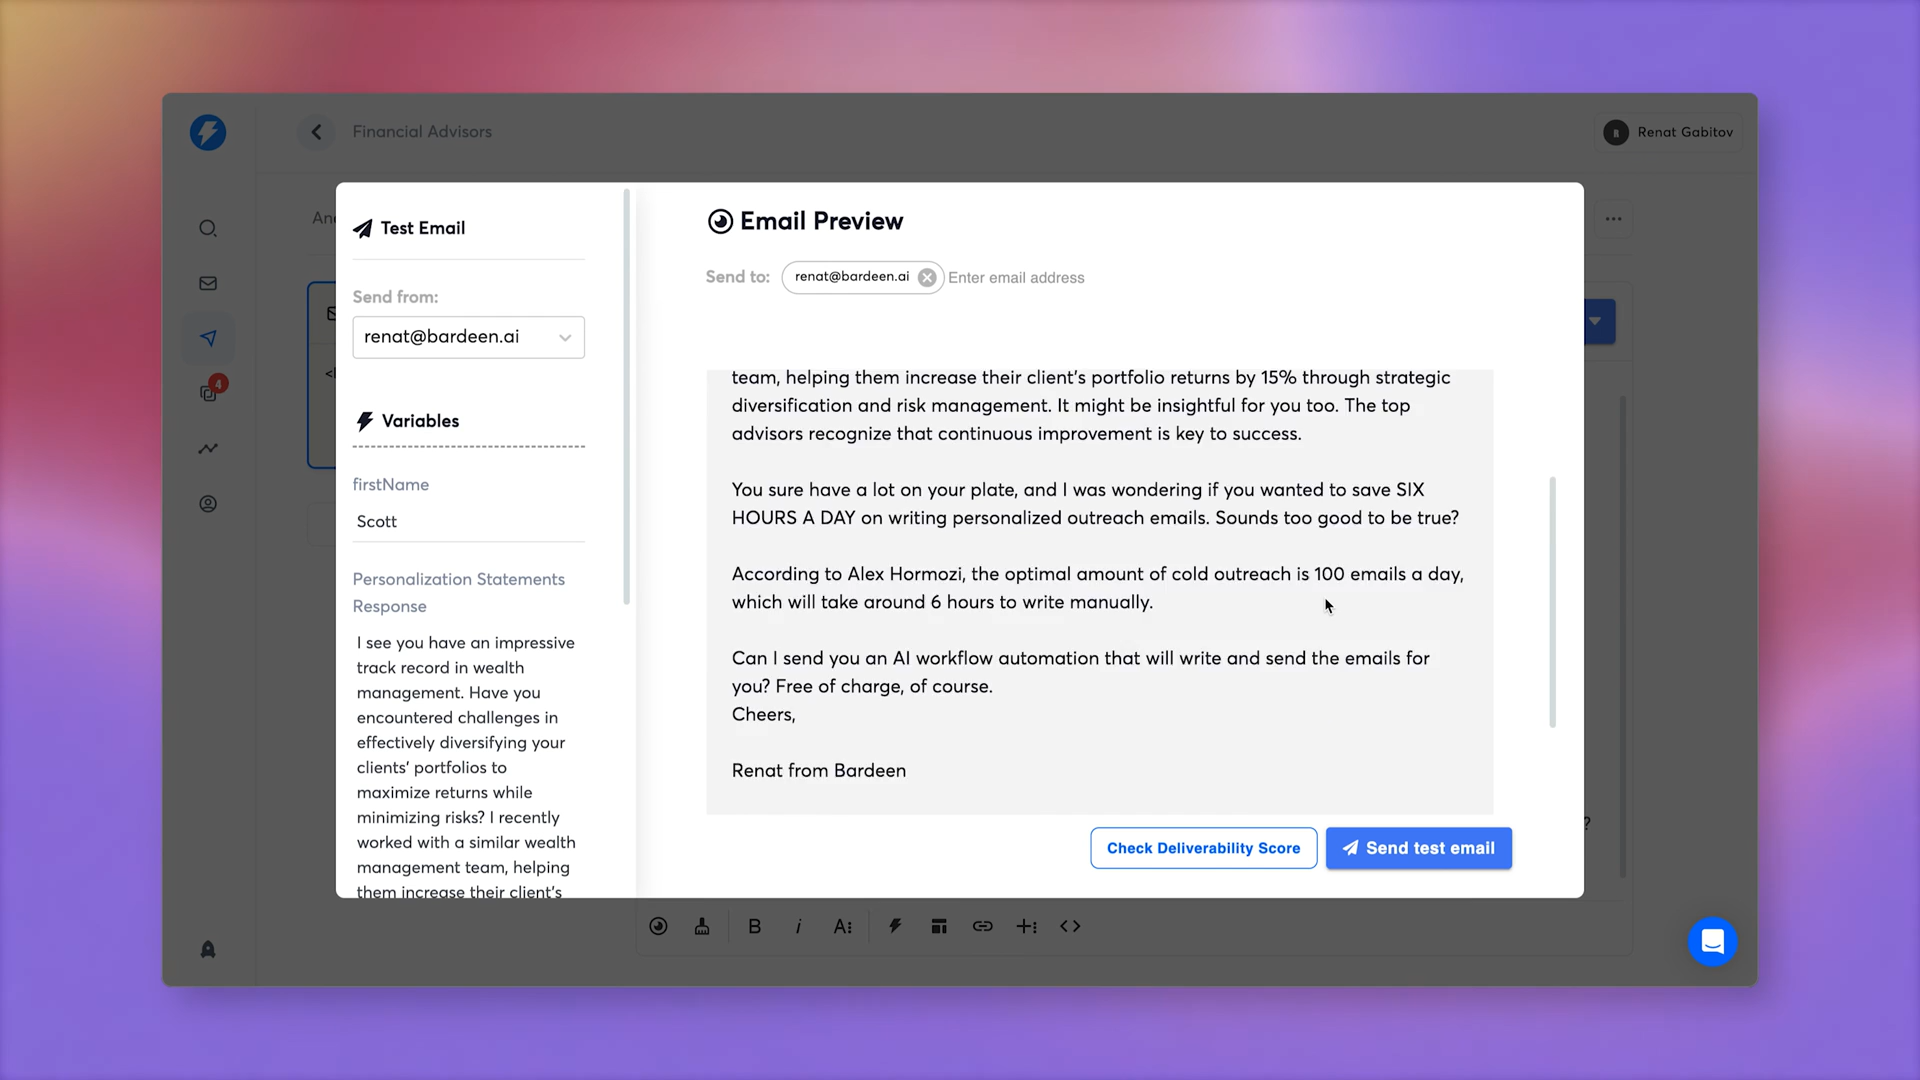 Financial Advisors
R
Renat Gabitov
4
Test Email
Send from:
renat@bardeen.ai
Variables
firstName
Scott
Personalization Statements
Response
I see you have an impressive
track record in wealth
management. Have you
encountered challenges in
effectively diversifying your
clients' portfolios to
maximize returns while
minimizing risks? I recently
worked with a similar wealth
management team, helping
them increase their client's
Email Preview
Send to:
renat@bardeen.ai
Enter email address
team, helping them increase their client's portfolio returns by 15% through strategic
diversification and risk management. It might be insightful for you too. The top
advisors recognize that continuous improvement is key to success.
You sure have a lot on your plate, and I was wondering if you wanted to save SIX
HOURS A DAY on writing personalized outreach emails. Sounds too good to be true?
According to Alex Hormozi, the optimal amount of cold outreach is 100 emails a day,
which will take around 6 hours to write manually.
Can I send you an AI workflow automation that will write and send the emails for
you? Free of charge, of course.
Cheers,
Renat from Bardeen
Check Deliverability Score
Send test email
?
B i A